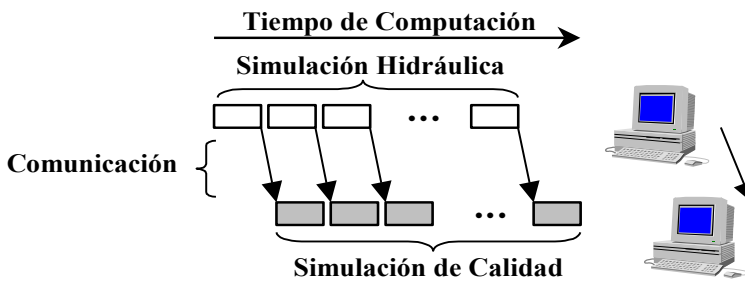 Tiempo de Computación
Simulación Hidráulica
...
Comunicación
...
Simulación de Calidad